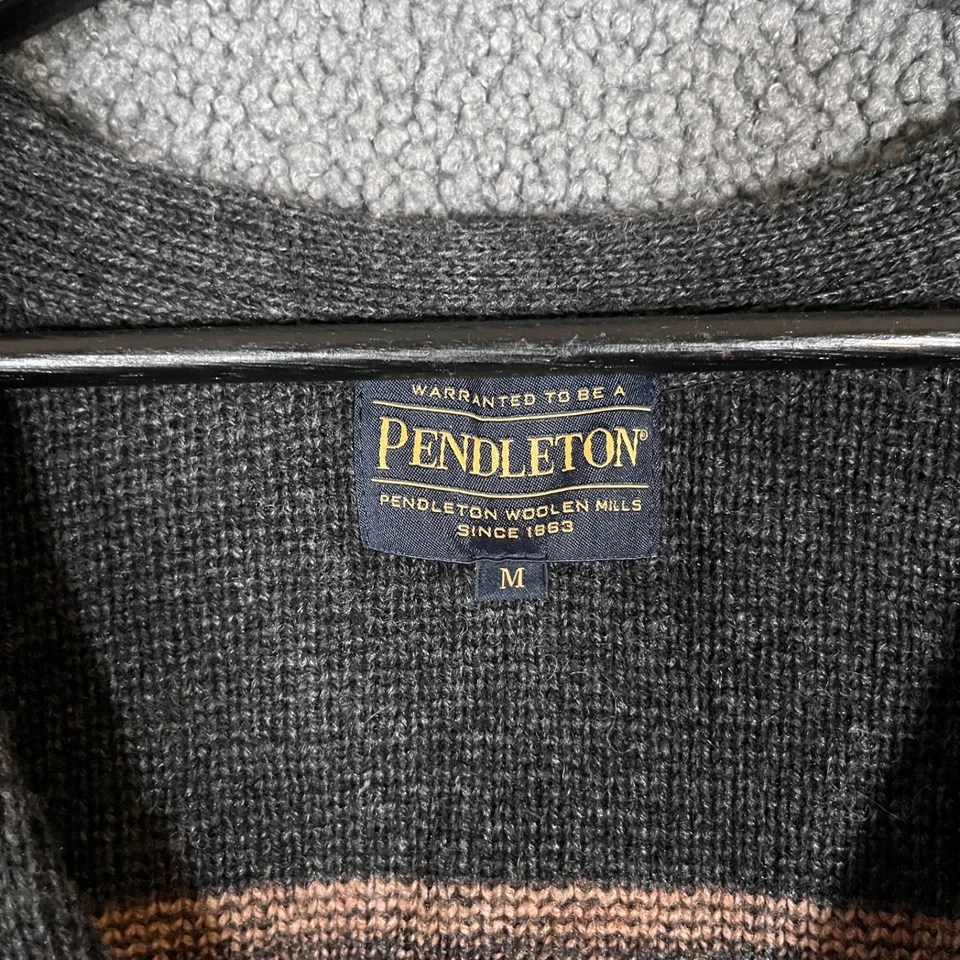 WARRANTED TO BE A
PENDLETON®
PENDLETON WOOLEN MILLS
SINCE 1863
M